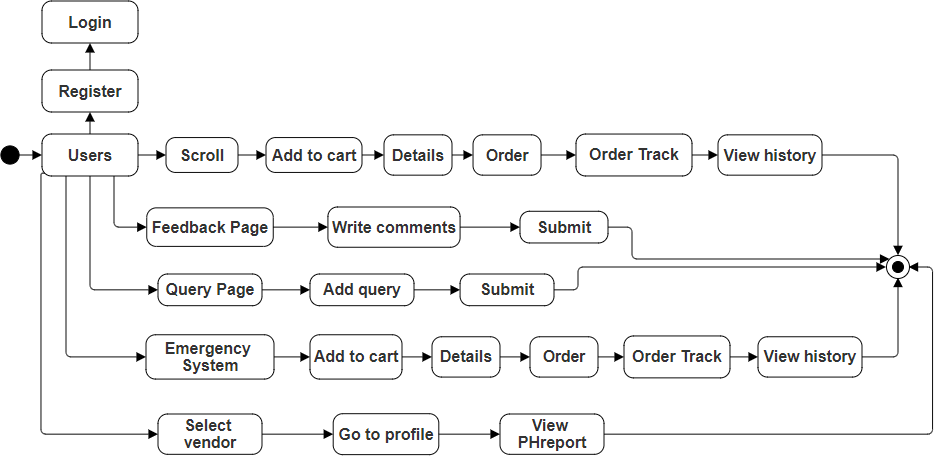 Login
Register
Users
Scroll
Add to cart
Details
Order
Order Track
View history
Feedback Page
Write comments
Submit
Query Page
Add query
Submit
Emergency
System
Add to cart
Details
Order
Order Track
View history
Select
vendor
Go to profile
View
PHreport